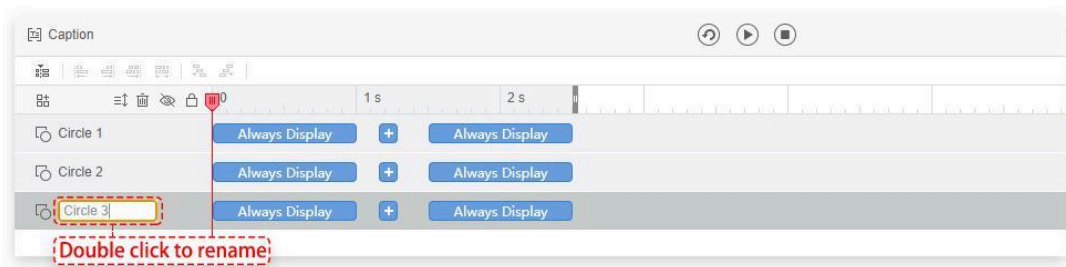 Caption
0 1 s 2 s
Circle 1 Always Display + Always Display
Circle 2 Always Display + Always Display
Circle 3 Always Display + Always Display
Double click to rename